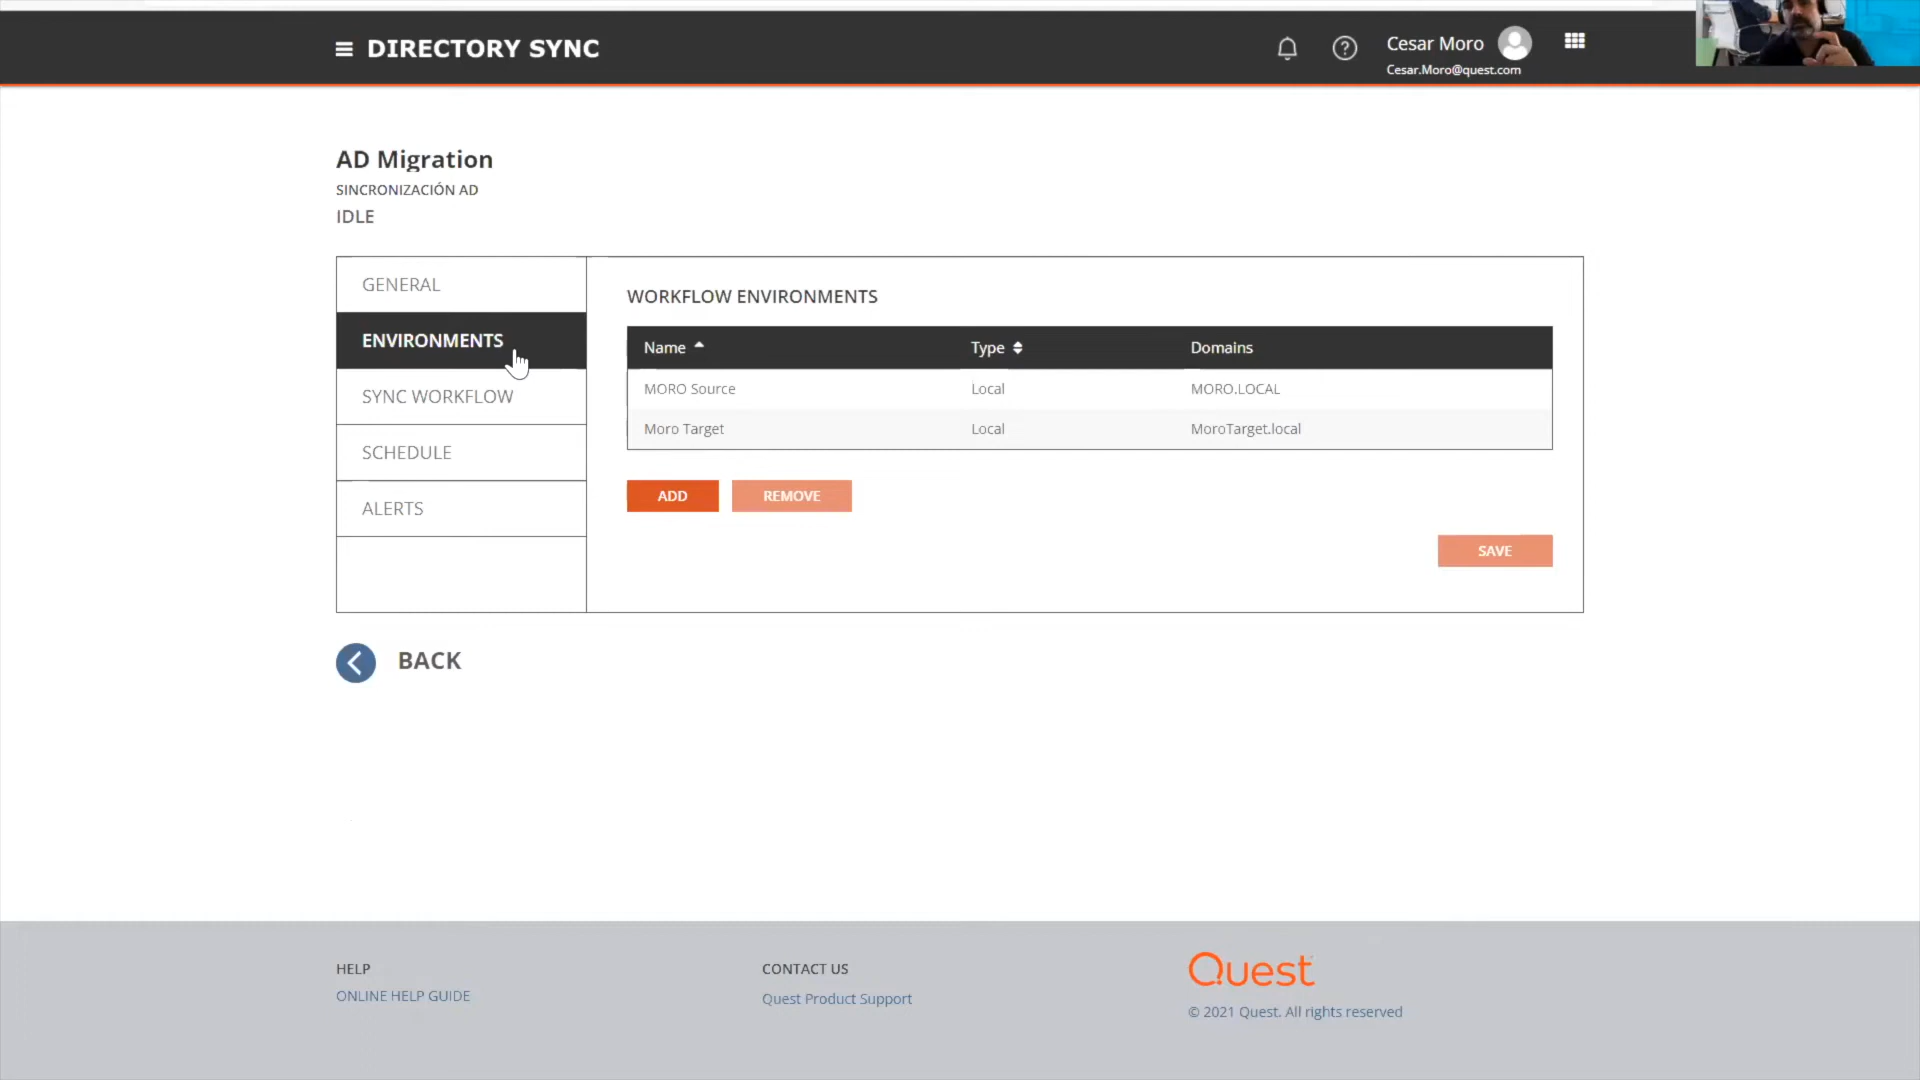 DIRECTORY SYNC
Cesar Moro
Cesar.Moro@quest.com
AD Migration
SINCRONIZACIÓN AD
IDLE
GENERAL
ENVIRONMENTS
SYNC WORKFLOW
SCHEDULE
ALERTS
WORKFLOW ENVIRONMENTS
Name Type Domains
MORO Source Local MORO.LOCAL
Moro Target Local MoroTarget.local
ADD REMOVE
SAVE
BACK
HELP
ONLINE HELP GUIDE
CONTACT US
Quest Product Support
Quest
© 2021 Quest. All rights reserved